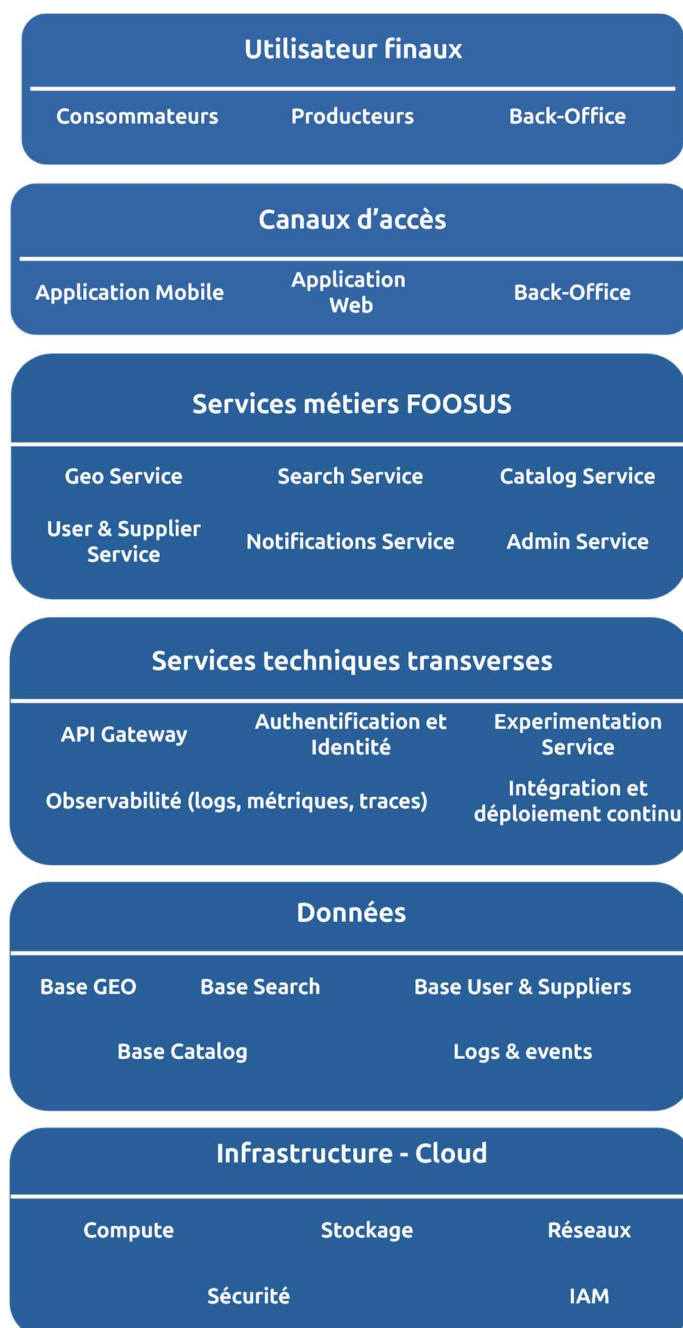 Utilisateur finaux
Consommateurs Producteurs Back-Office
Canaux d’accès
Application Mobile Application Back-Office
Web
Services métiers FOOSUS
Geo Service Search Service Catalog Service
User & Supplier Notifications Service Admin Service
Service
Services techniques transverses
API Gateway Authentification et Experimentation
Identité Service
Observabilité (logs, métriques, traces) Intégration et
déploiement continu
Données
Base GEO Base Search Base User & Suppliers
Base Catalog Logs & events
Infrastructure - Cloud
Compute Stockage Réseaux
Sécurité IAM